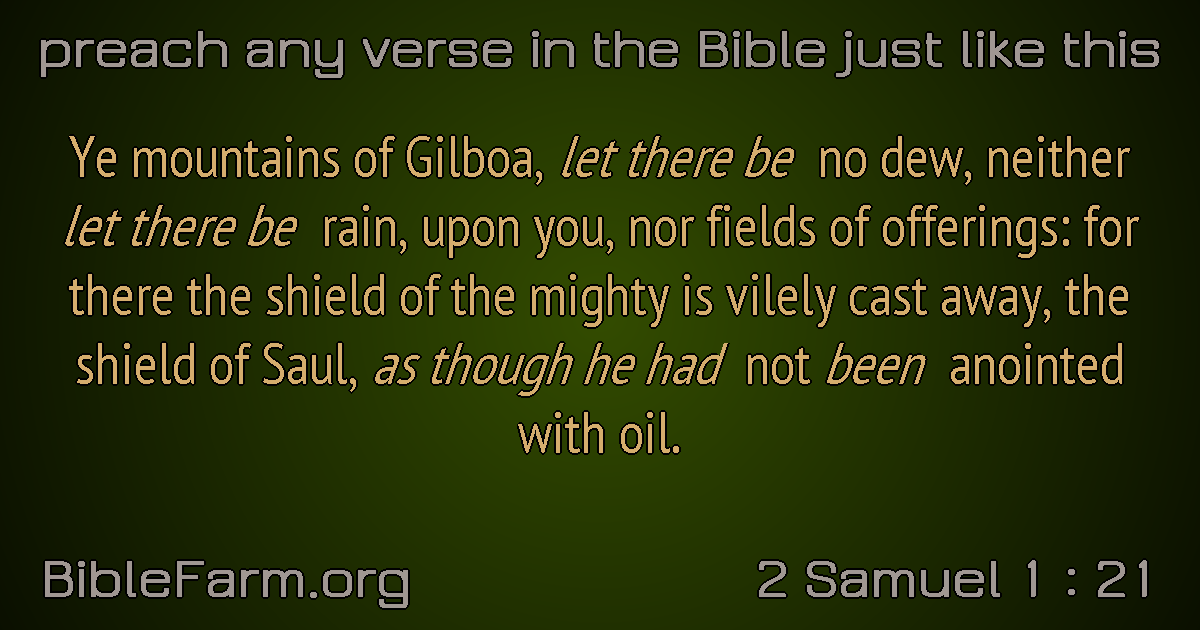 preach any verse in the Bible just like this
Ye mountains of Gilboa, let there be no dew, neither
let there be rain, upon you, nor fields of offerings: for
there the shield of the mighty is vilely cast away, the
shield of Saul, as though he had not been anointed
with oil.
BibleFarm.org
2 Samuel 1 : 21